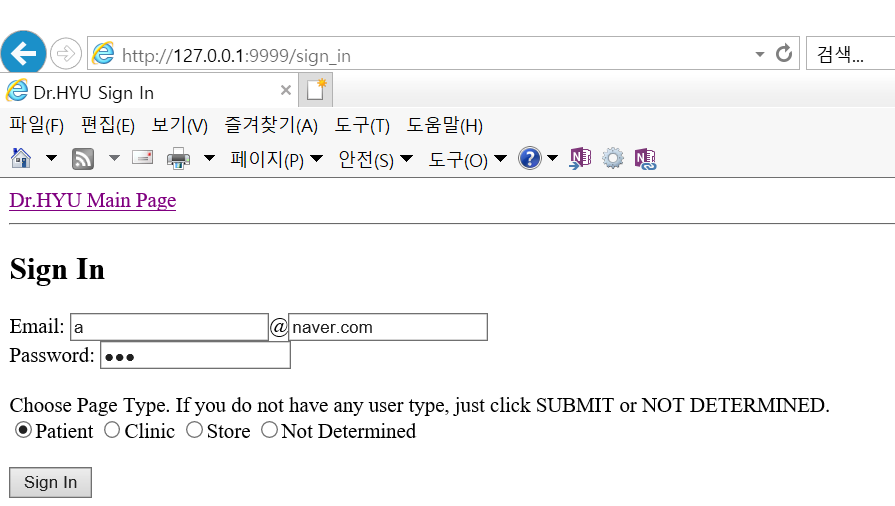 http://127.0.0.1:9999/sign_in
검색...
Dr.HYU Sign In
파일(F) 편집(E) 보기(V) 즐겨찾기(A) 도구(T) 도움말(H)
페이지(P) 안전(S) 도구(O)
Dr.HYU Main Page
Sign In
Email: a@naver.com
Password: ●●●
Choose Page Type. If you do not have any user type, just click SUBMIT or NOT DETERMINED.
Patient Clinic Store Not Determined
Sign In